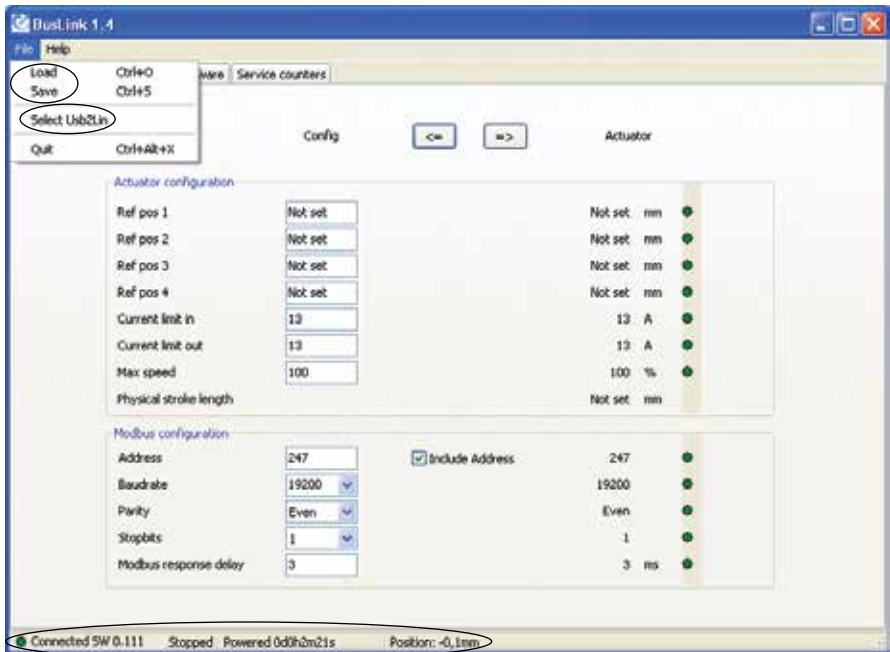 BusLink 1.4
File Help
Load Ctrl+O
ware Service counters
Save Ctrl+S
Select Usb2Lin
Quit Ctrl+Alt+X
Config <= => Actuator
Actuator configuration
Ref pos 1 Not set Not set mm
Ref pos 2 Not set Not set mm
Ref pos 3 Not set Not set mm
Ref pos 4 Not set Not set mm
Current limit in 13 13 A
Current limit out 13 13 A
Max speed 100 100 %
Physical stroke length Not set mm
Modbus configuration
Address 247 Include Address 247
Baudrate 19200 19200
Parity Even Even
Stopbits 1 1
Modbus response delay 3 3 ms
Connected SW 0.111 Stopped Powered 0d0h2m21s Position: -0,1mm